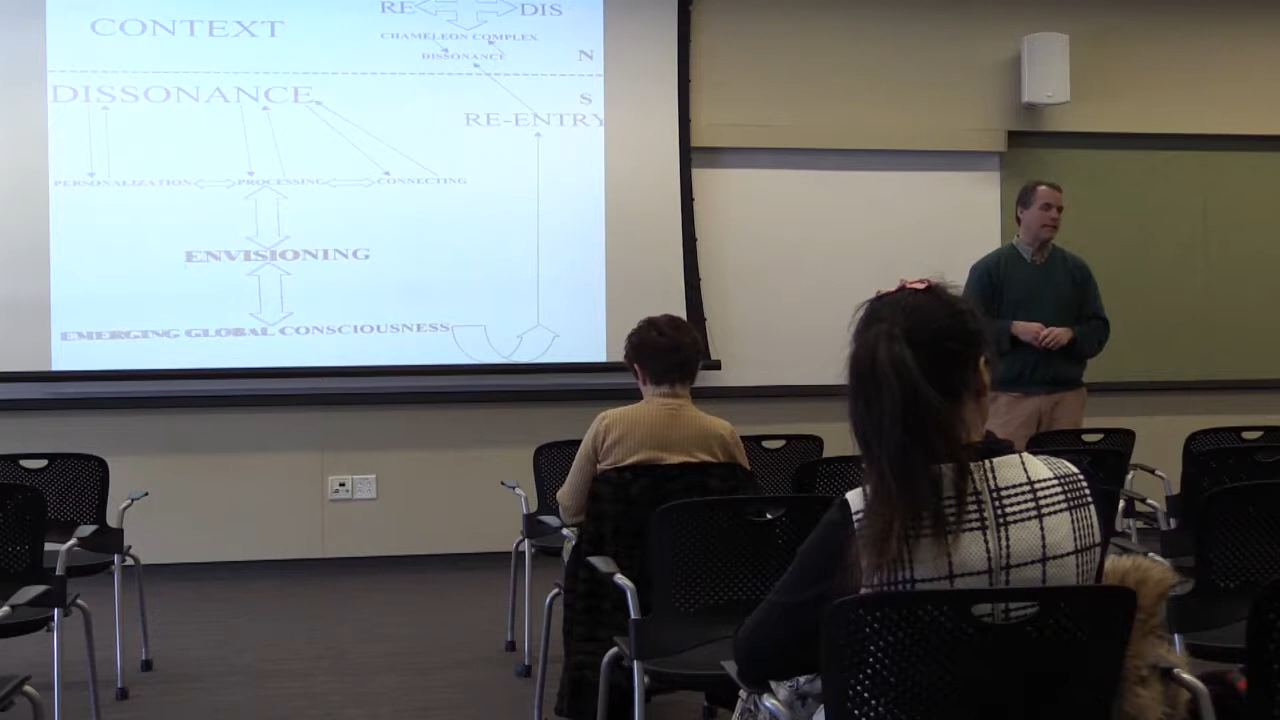 RE DIS
CONTEXT
CHAMELEON COMPLEX
DISSONANCE
N
DISSONANCE
S
RE-ENTRY
PERSONALIZATION PROCESSING CONNECTING
ENVISIONING
EMERGING GLOBAL CONSCIOUSNESS